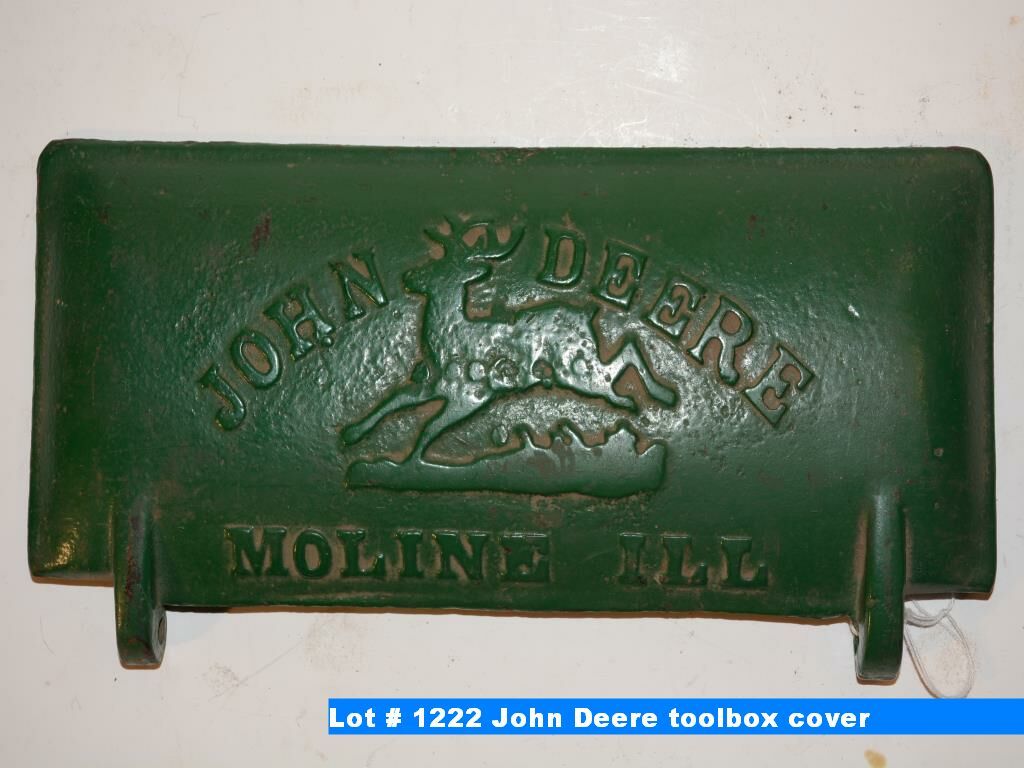 JOHN DEERE
MOLINE ILL
Lot # 1222 John Deere toolbox cover